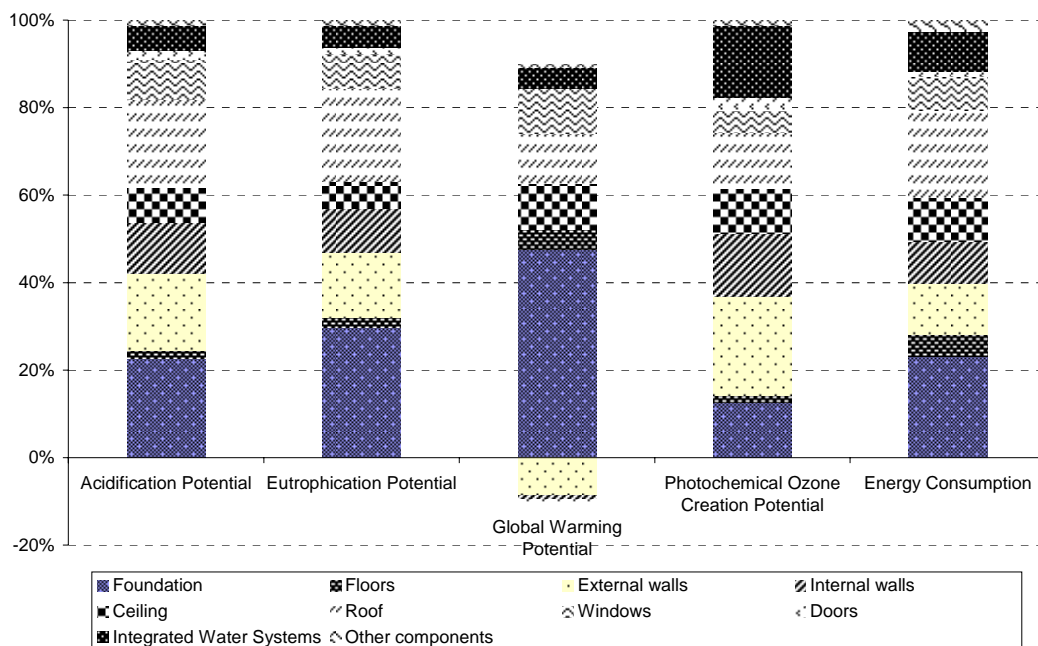 100%
80%
60%
40%
20%
0%
-20%
Acidification Potential
Eutrophication Potential
Global Warming
Potential
Photochemical Ozone
Creation Potential
Energy Consumption
Foundation
Floors
External walls
Internal walls
Ceiling
Roof
Windows
Doors
Integrated Water Systems
Other components